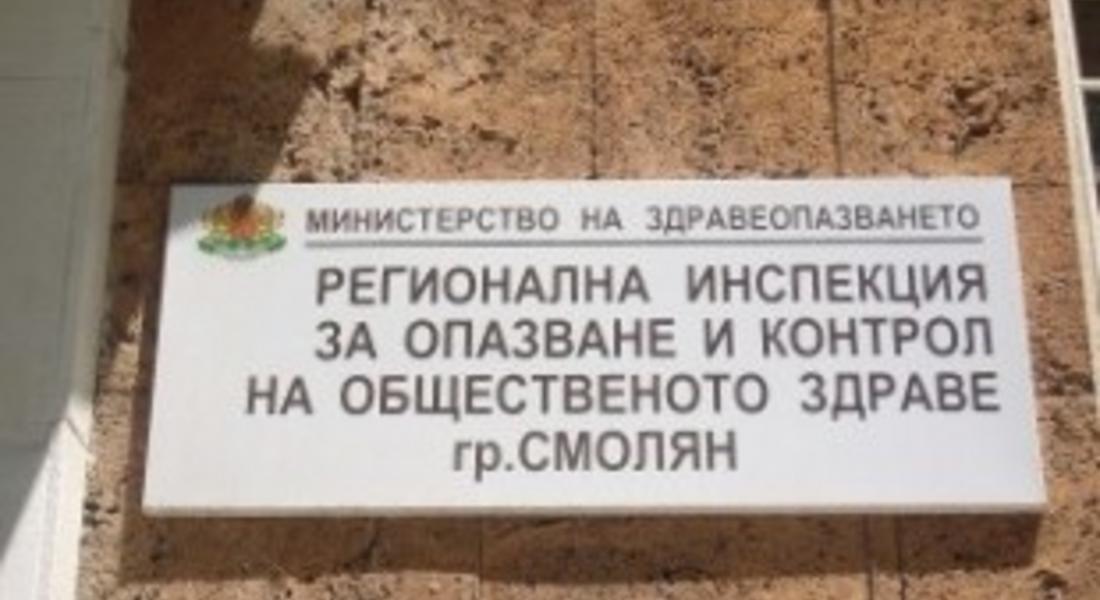 МИНИСТЕРСТВО НА ЗДРАВЕОПАЗВАНЕТО
РЕГИОНАЛНА ИНСПЕКЦИЯ
ЗА ОПАЗВАНЕ И КОНТРОЛ
НА ОБЩЕСТВЕНОТО ЗДРАВЕ
гр.СМОЛЯН